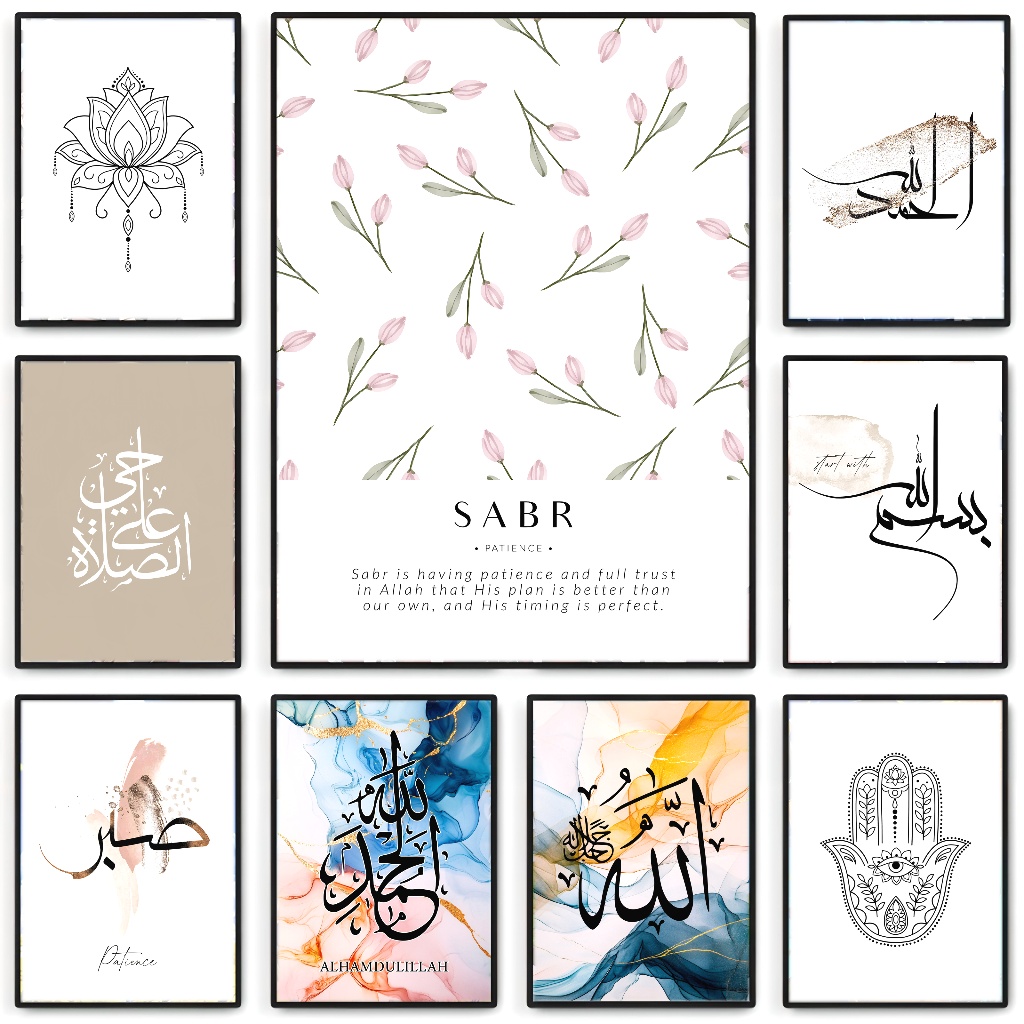 الحمد لله
SABR
• PATIENCE •
Sabr is having patience and full trust
in Allah that His plan is better than
our own, and His timing is perfect.
حي
على
الصلاة
start with
بسم الله
صبر
Patience
الحمد لله
ALHAMDULILLAH
الله
جل جلاله